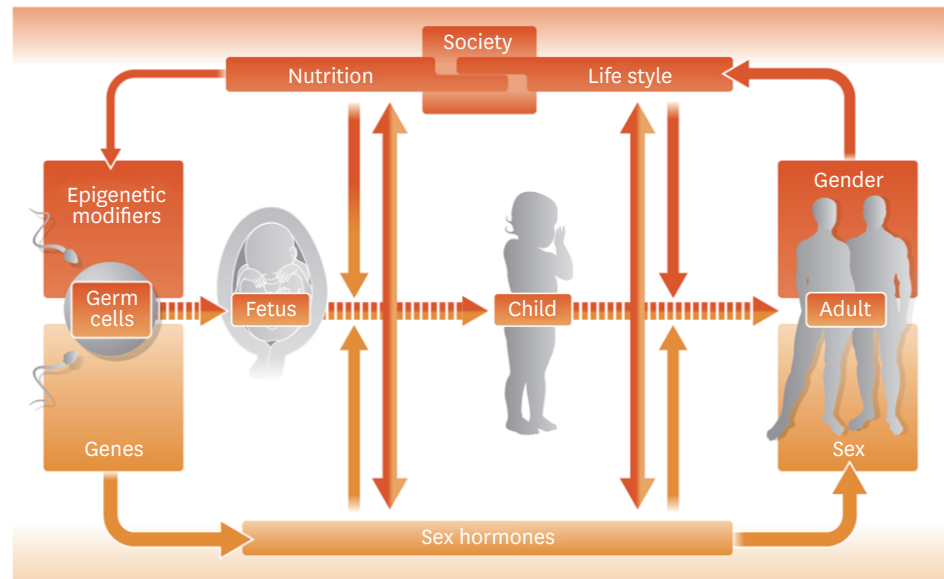 Society
Nutrition
Life style
Epigenetic
modifiers
Gender
Germ
cells
Fetus
Child
Adult
Genes
Sex
Sex hormones